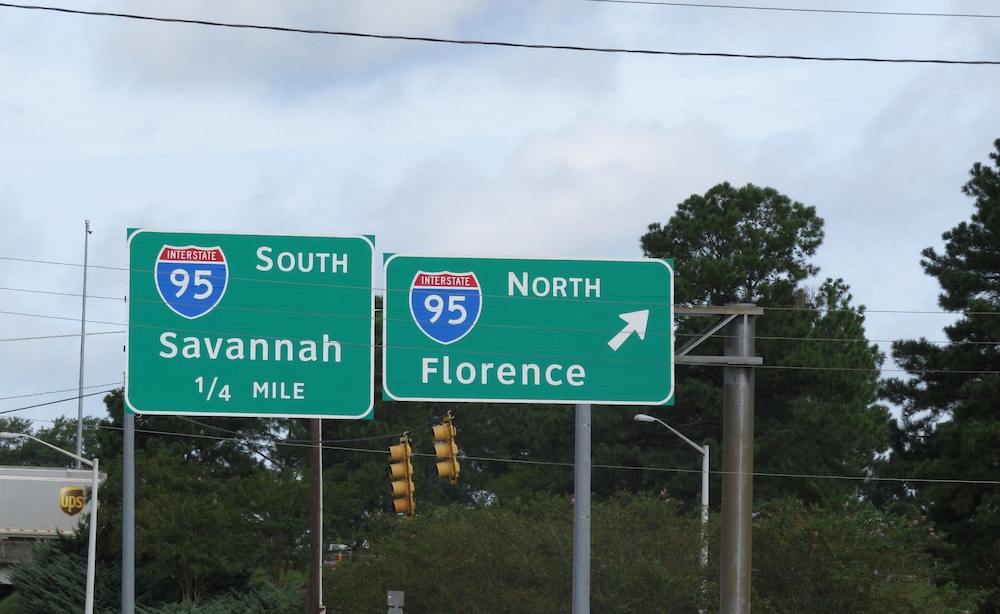 INTERSTATE
95
SOUTH
Savannah
1/4 MILE
INTERSTATE
95
NORTH
Florence
ups